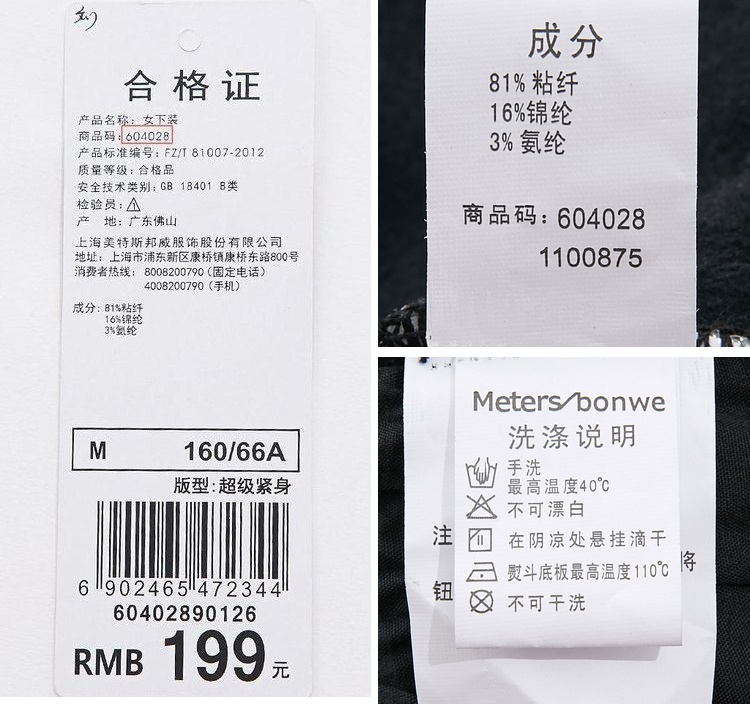 合格证
产品名称: 女下装
商品码: 604028
产品标准编号: FZ/T 81007-2012
质量等级: 合格品
安全技术类别: GB 18401 B类
检验员:
产 地: 广东佛山
上海美特斯邦威服饰股份有限公司
地址: 上海市浦东新区康桥镇康桥东路800号
消费者热线: 8008200790 (固定电话)
4008200790 (手机)
成分: 81%粘纤
16%锦纶
3%氨纶
M 160/66A
版型:超级紧身
6 902465 472344
60402890126
RMB 199元
成分
81% 粘纤
16%锦纶
3% 氨纶
商品码: 604028
1100875
Meters/bonwe
洗涤说明
手洗
最高温度40℃
不可漂白
在阴凉处悬挂滴干
熨斗底板最高温度110℃
不可干洗
注
将
钮